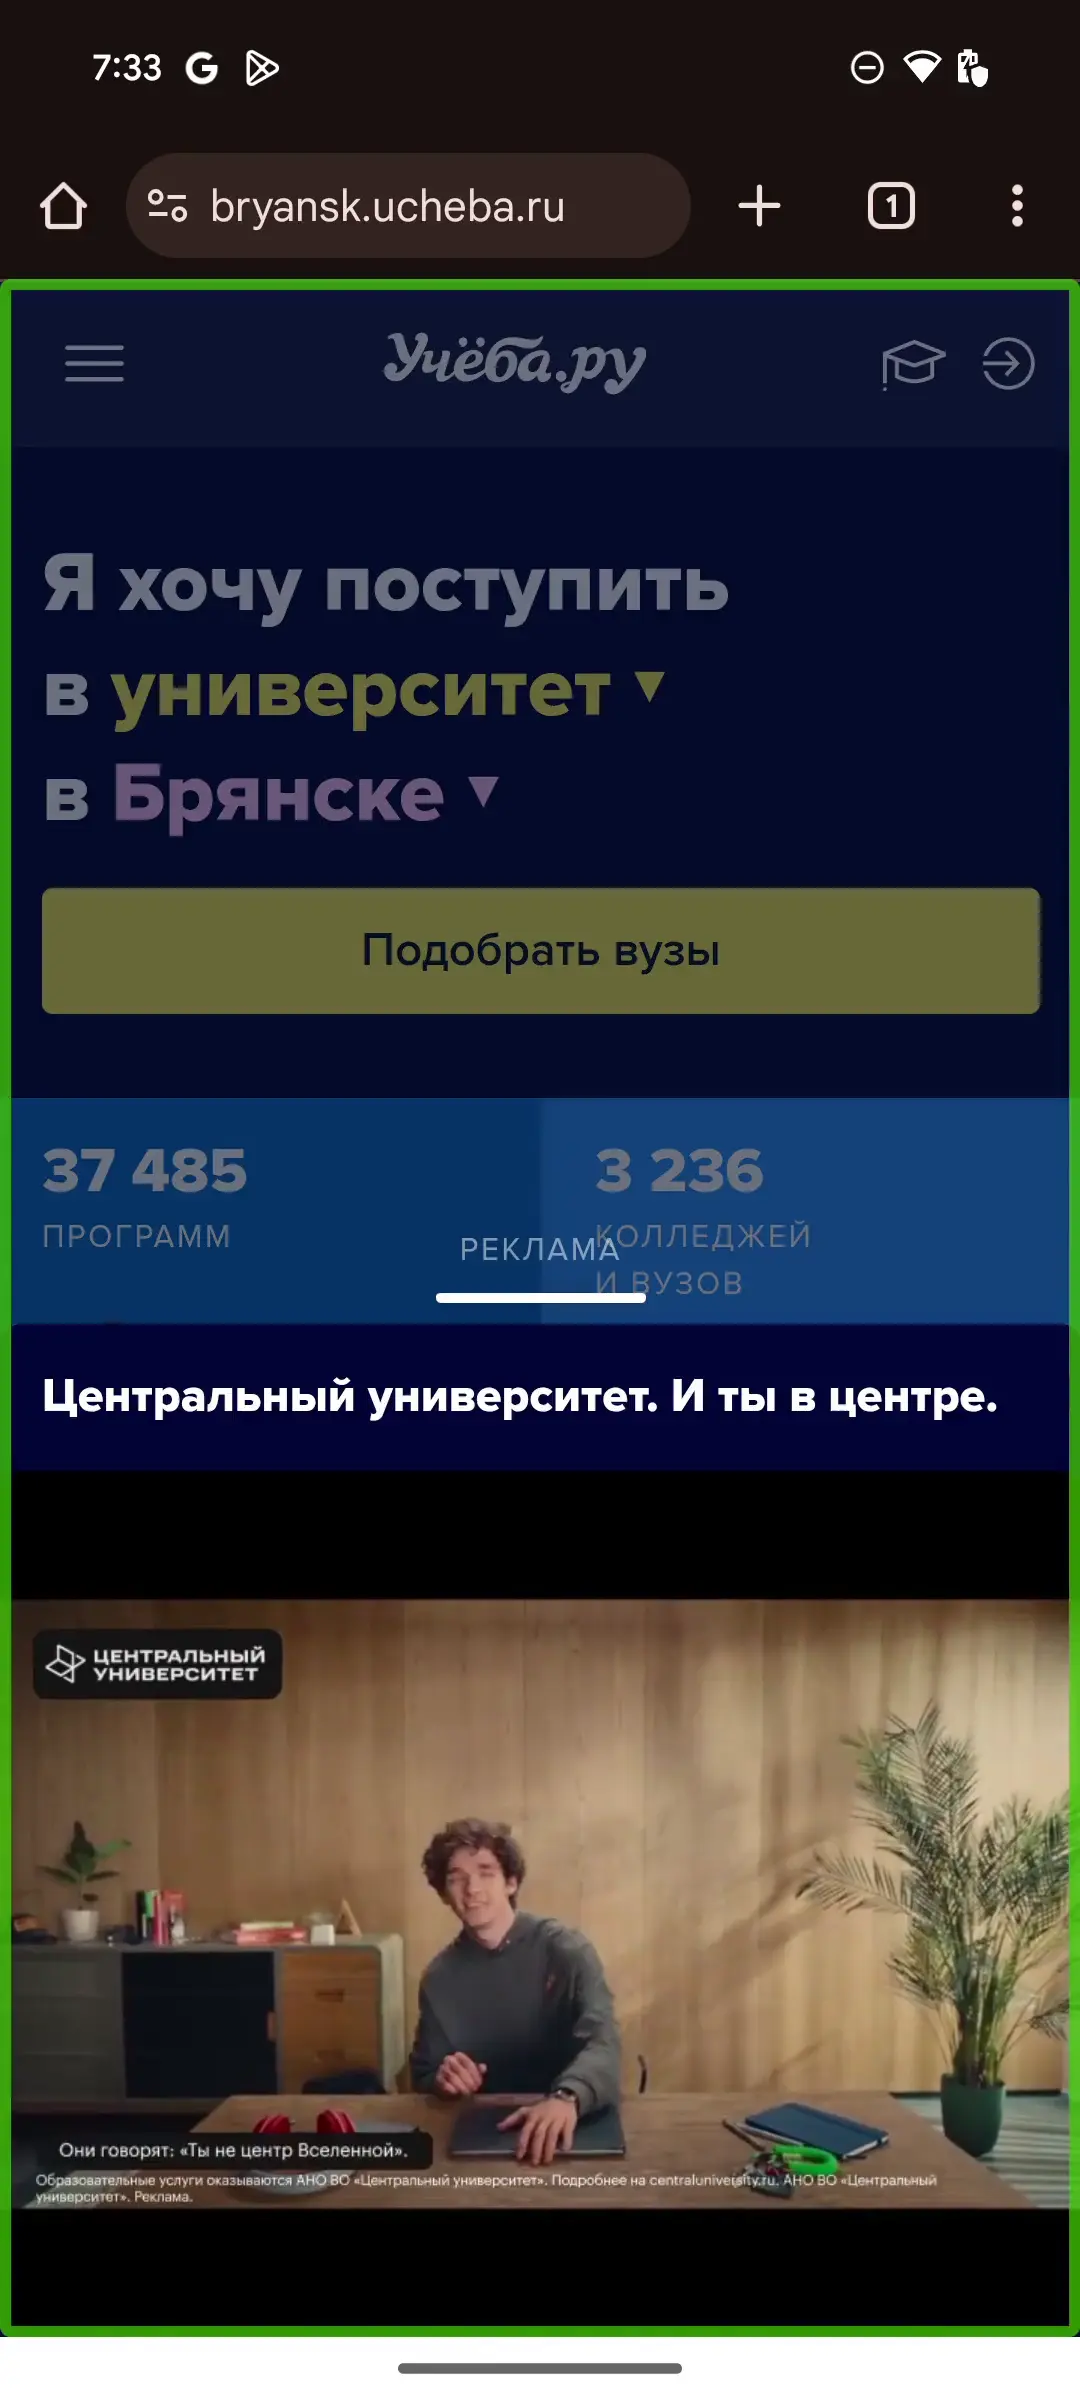 7:33
bryansk.ucheba.ru
1
Учёба.ру
Я хочу поступить
в университет
в Брянске
Подобрать вузы
37 485
ПРОГРАММ
3 236
КОЛЛЕДЖЕЙ
И ВУЗОВ
РЕКЛАМА
Центральный университет. И ты в центре.
ЦЕНТРАЛЬНЫЙ
УНИВЕРСИТЕТ
Они говорят: «Ты не центр Вселенной».
Образовательные услуги оказываются АНО ВО «Центральный университет». Подробнее на centraluniversity.ru. АНО ВО «Центральный
университет». Реклама.